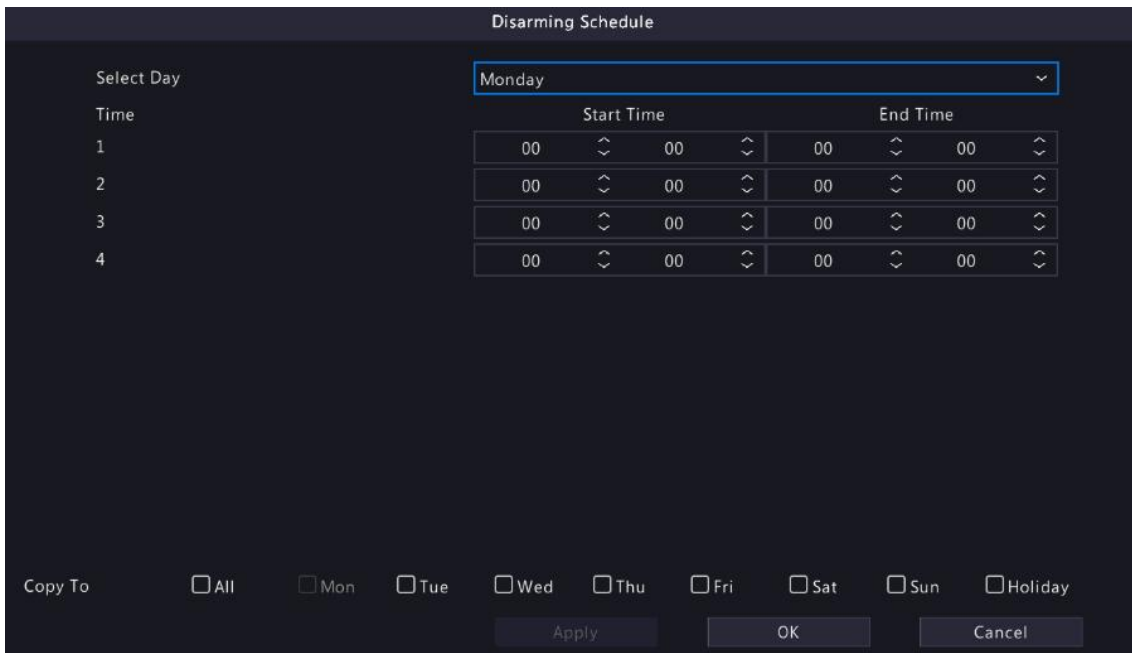 Disarming Schedule
Select Day Monday
Time Start Time End Time
1 00 00 00 00
2 00 00 00 00
3 00 00 00 00
4 00 00 00 00
Copy To All Mon Tue Wed Thu Fri Sat Sun Holiday
Apply OK Cancel